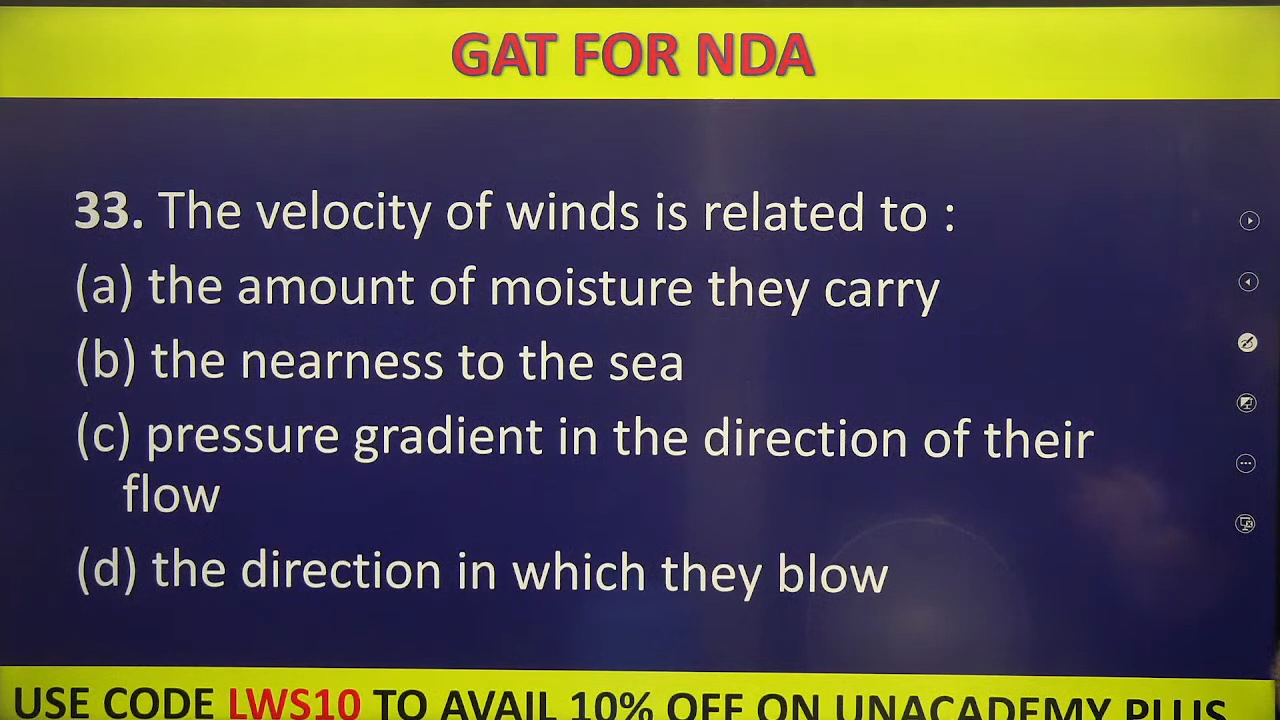 GAT FOR NDA
33. The velocity of winds is related to :
(a) the amount of moisture they carry
(b) the nearness to the sea
(c) pressure gradient in the direction of their
flow
(d) the direction in which they blow
USE CODE LWS10 TO AVAIL 10% OFF ON UNACADEMY PLUS